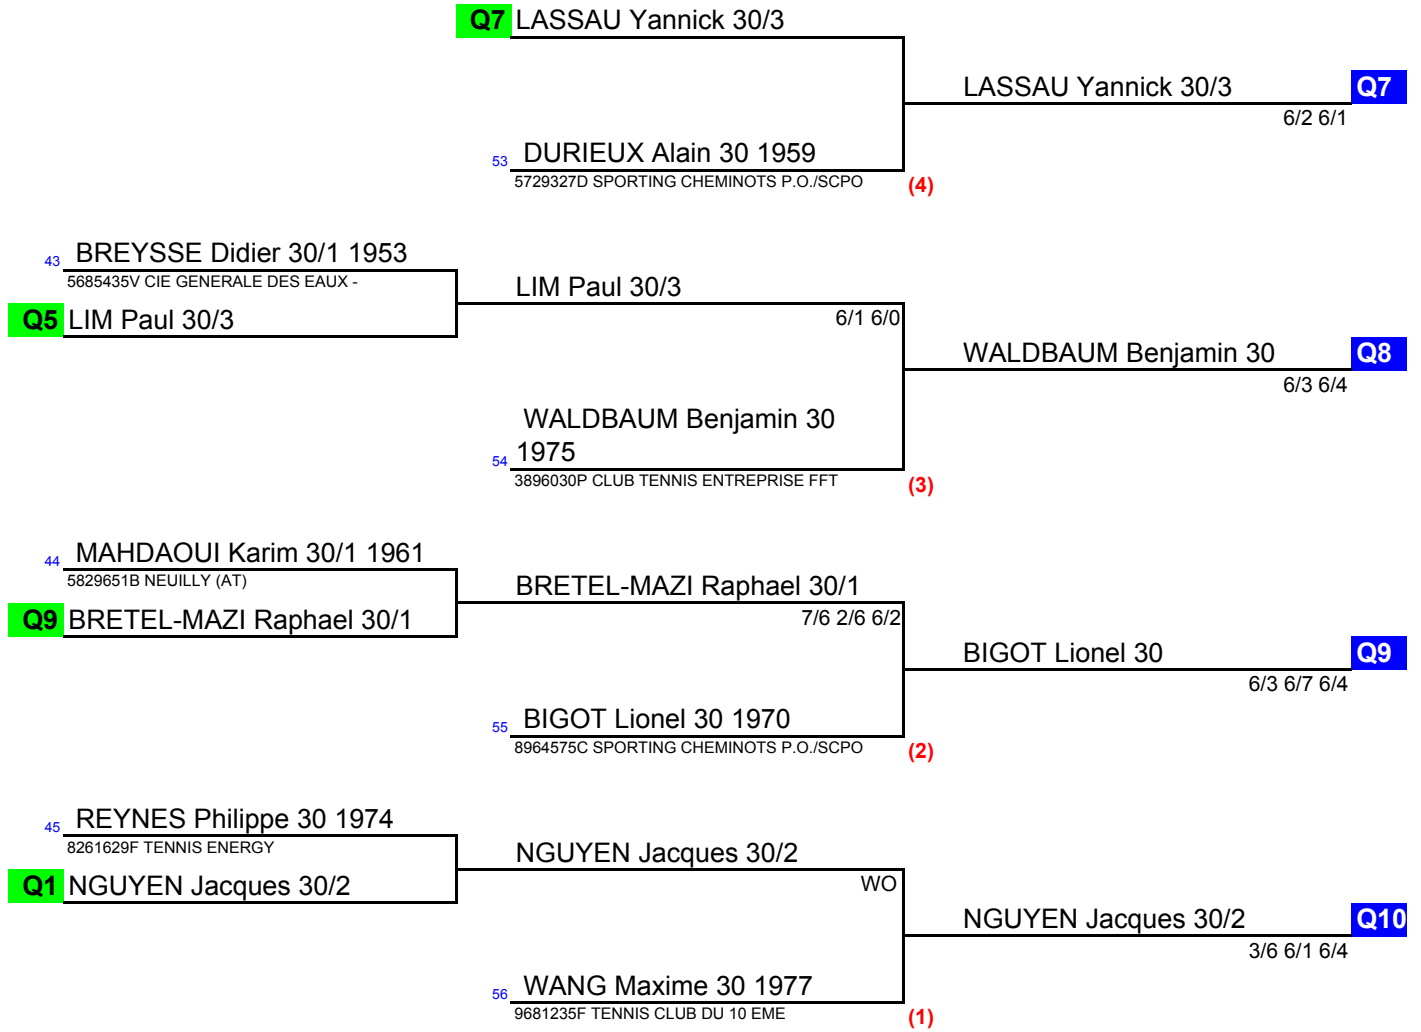 Q7 LASSAU Yannick 30/3
LASSAU Yannick 30/3 Q7
6/2 6/1
53 DURIEUX Alain 30 1959
5729327D SPORTING CHEMINOTS P.O./SCPO
(4)
43 BREYSSE Didier 30/1 1953
5685435V CIE GENERALE DES EAUX -
LIM Paul 30/3
Q5 LIM Paul 30/3
6/1 6/0
WALDBAUM Benjamin 30 Q8
6/3 6/4
WALDBAUM Benjamin 30
54 1975
3896030P CLUB TENNIS ENTREPRISE FFT
(3)
44 MAHDAOUI Karim 30/1 1961
5829651B NEUILLY (AT)
BRETEL-MAZI Raphael 30/1
Q9 BRETEL-MAZI Raphael 30/1
7/6 2/6 6/2
BIGOT Lionel 30 Q9
6/3 6/7 6/4
55 BIGOT Lionel 30 1970
8964575C SPORTING CHEMINOTS P.O./SCPO
(2)
45 REYNES Philippe 30 1974
8261629F TENNIS ENERGY
NGUYEN Jacques 30/2
Q1 NGUYEN Jacques 30/2
WO
NGUYEN Jacques 30/2 Q10
3/6 6/1 6/4
56 WANG Maxime 30 1977
9681235F TENNIS CLUB DU 10 EME
(1)